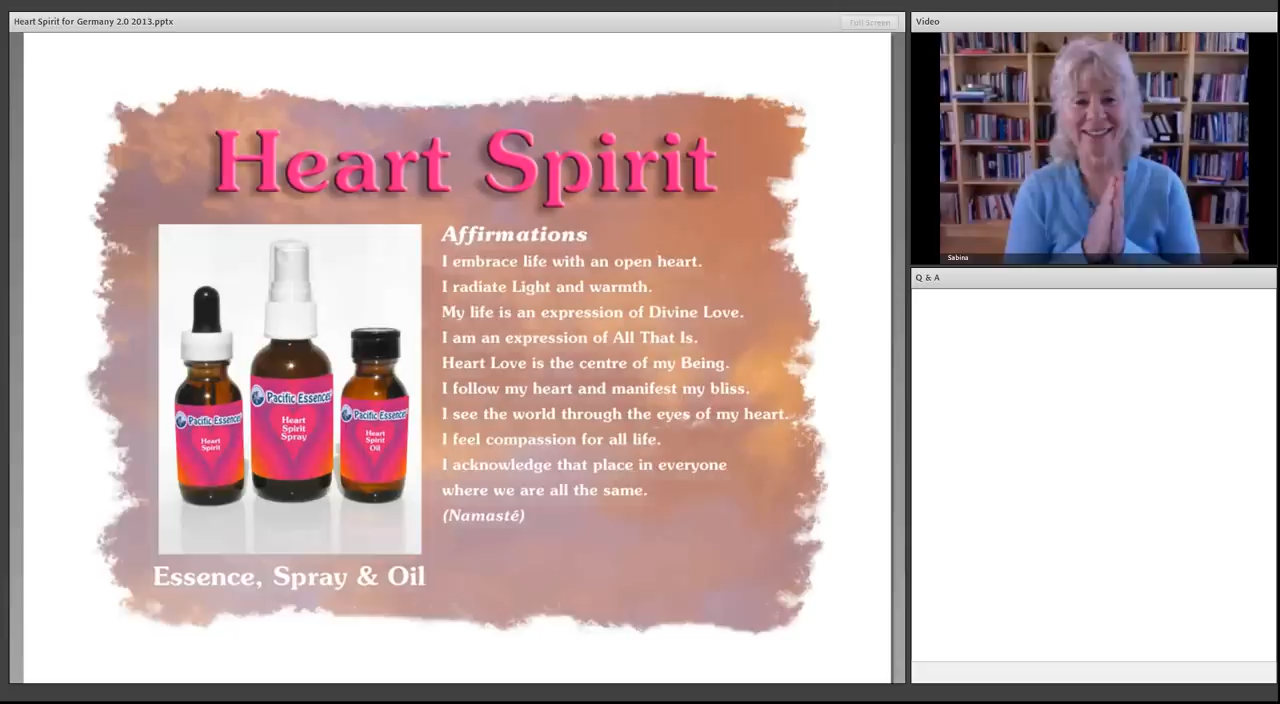 Heart Spirit for Germany 2.0 2013.pptx
Full Screen
Heart Spirit
Affirmations
I embrace life with an open heart.
I radiate Light and warmth.
My life is an expression of Divine Love.
I am an expression of All That Is.
Heart Love is the centre of my Being.
I follow my heart and manifest my bliss.
I see the world through the eyes of my heart.
I feel compassion for all life.
I acknowledge that place in everyone
where we are all the same.
(Namasté)
Pacific Essences
Heart
Spirit
Pacific Essences
Heart
Spirit
Spray
Pacific Essences
Heart
Spirit
Oil
Essence, Spray & Oil
Video
Sabina
Q & A